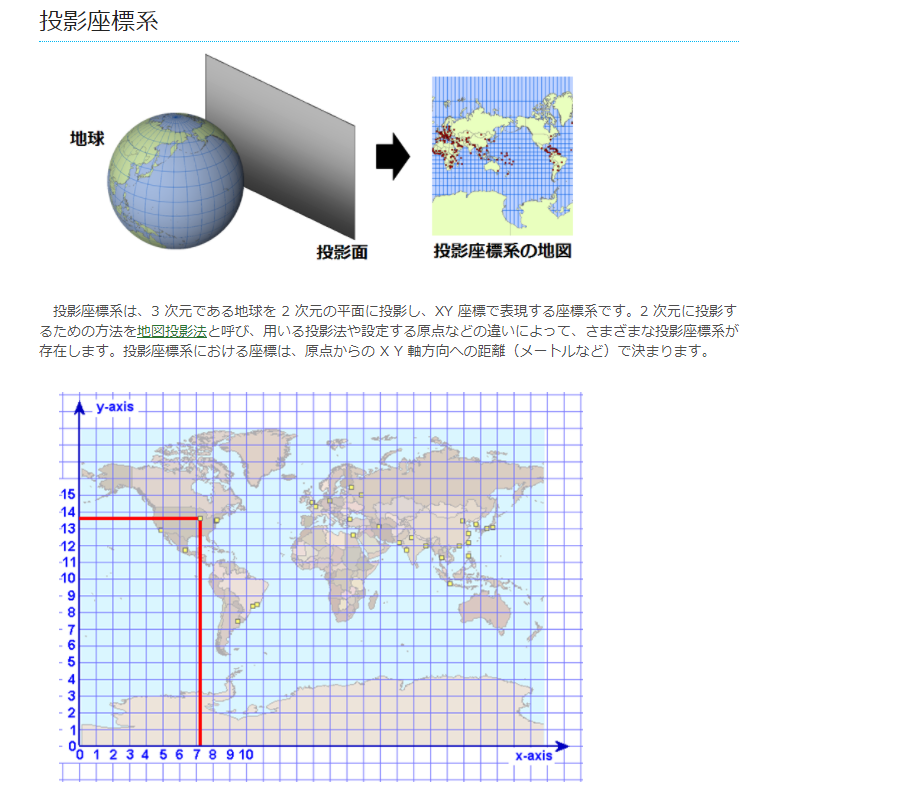 投影座標系
地球
投影面
投影座標系の地図
投影座標系は、3 次元である地球を 2 次元の平面に投影し、XY 座標で表現する座標系です。2 次元に投影す
るための方法を地図投影法と呼び、用いる投影法や設定する原点などの違いによって、さまざまな投影座標系が
存在します。投影座標系における座標は、原点からの X Y 軸方向への距離（メートルなど）で決まります。
y-axis
15
14
13
12
11
10
9
8
7
6
5
4
3
2
1
0
0 1 2 3 4 5 6 7 8 9 10
x-axis